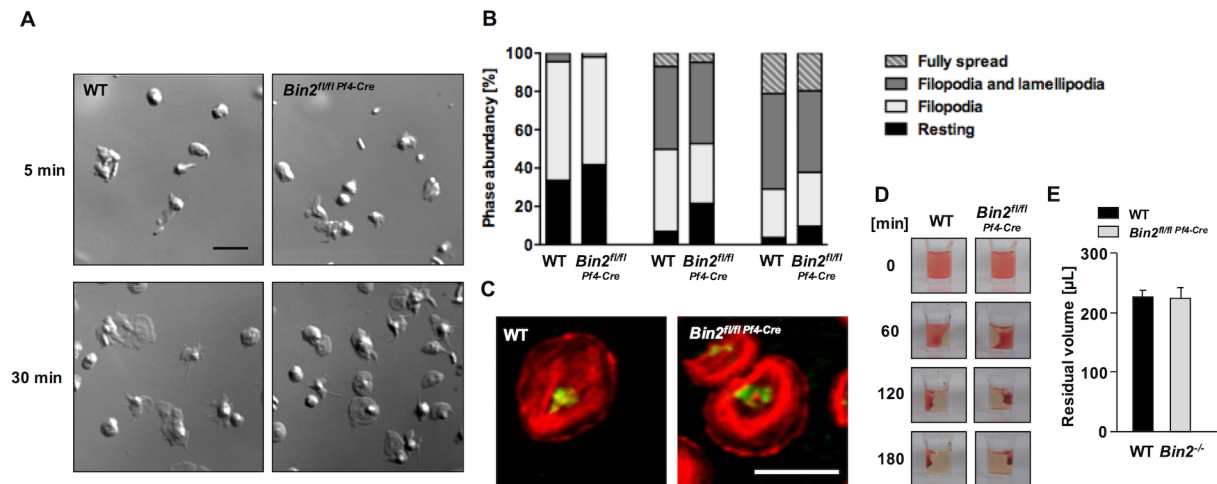 A
WT
Bin2fl/fl Pf4-Cre
5 min
30 min
B
Phase abundancy [%]
100
80
60
40
20
0
WT Bin2fl/fl Pf4-Cre
WT Bin2fl/fl Pf4-Cre
WT Bin2fl/fl Pf4-Cre
Fully spread
Filopodia and lamellipodia
Filopodia
Resting
C
WT
Bin2fl/fl Pf4-Cre
D
[min]
WT
Bin2fl/fl
Pf4-Cre
0
60
120
180
E
WT
Bin2fl/fl Pf4-Cre
Residual volume [µL]
300
200
100
0
WT Bin2-/-